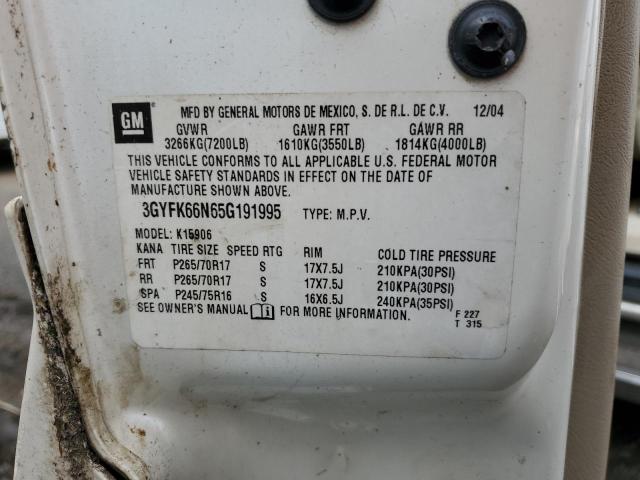 GM
MFD BY GENERAL MOTORS DE MEXICO, S. DE R.L. DE C.V. 12/04
GVWR GAWR FRT GAWR RR
3266KG(7200LB) 1610KG(3550LB) 1814KG(4000LB)
THIS VEHICLE CONFORMS TO ALL APPLICABLE U.S. FEDERAL MOTOR
VEHICLE SAFETY STANDARDS IN EFFECT ON THE DATE OF
MANUFACTURE SHOWN ABOVE.
3GYFK66N65G191995 TYPE: M.P.V.
MODEL: K15906
KANA TIRE SIZE SPEED RTG RIM COLD TIRE PRESSURE
FRT P265/70R17 S 17X7.5J 210KPA(30PSI)
RR P265/70R17 S 17X7.5J 210KPA(30PSI)
SPA P245/75R16 S 16X6.5J 240KPA(35PSI)
SEE OWNER'S MANUAL FOR MORE INFORMATION.
F 227
T 315